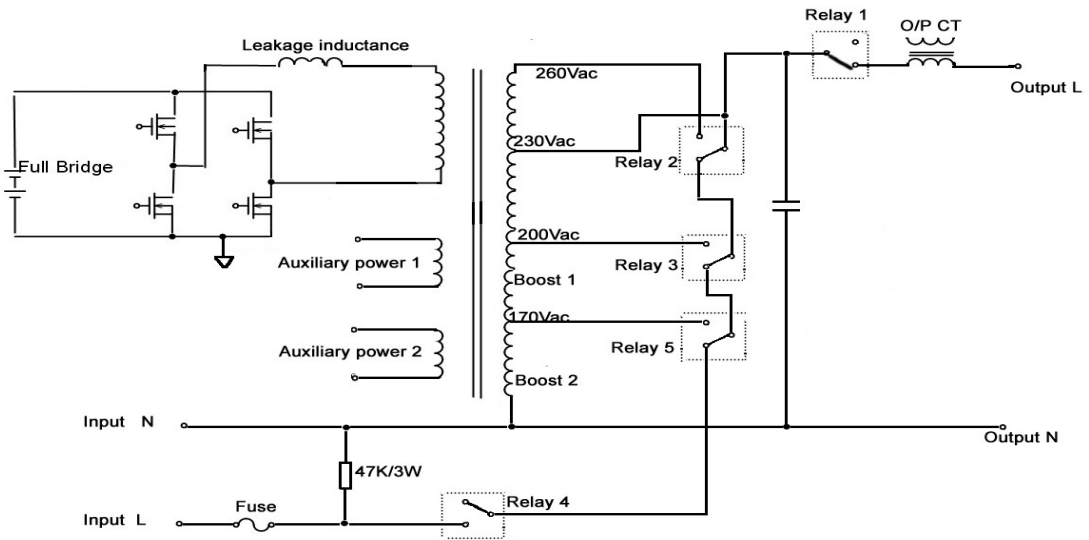 Relay 1
O/P CT
Leakage inductance
260Vac
Output L
230Vac
Relay 2
Full Bridge
200Vac
Auxiliary power 1
Relay 3
Boost 1
170Vac
Auxiliary power 2
Relay 5
Boost 2
Input N
Output N
47K/3W
Relay 4
Fuse
Input L